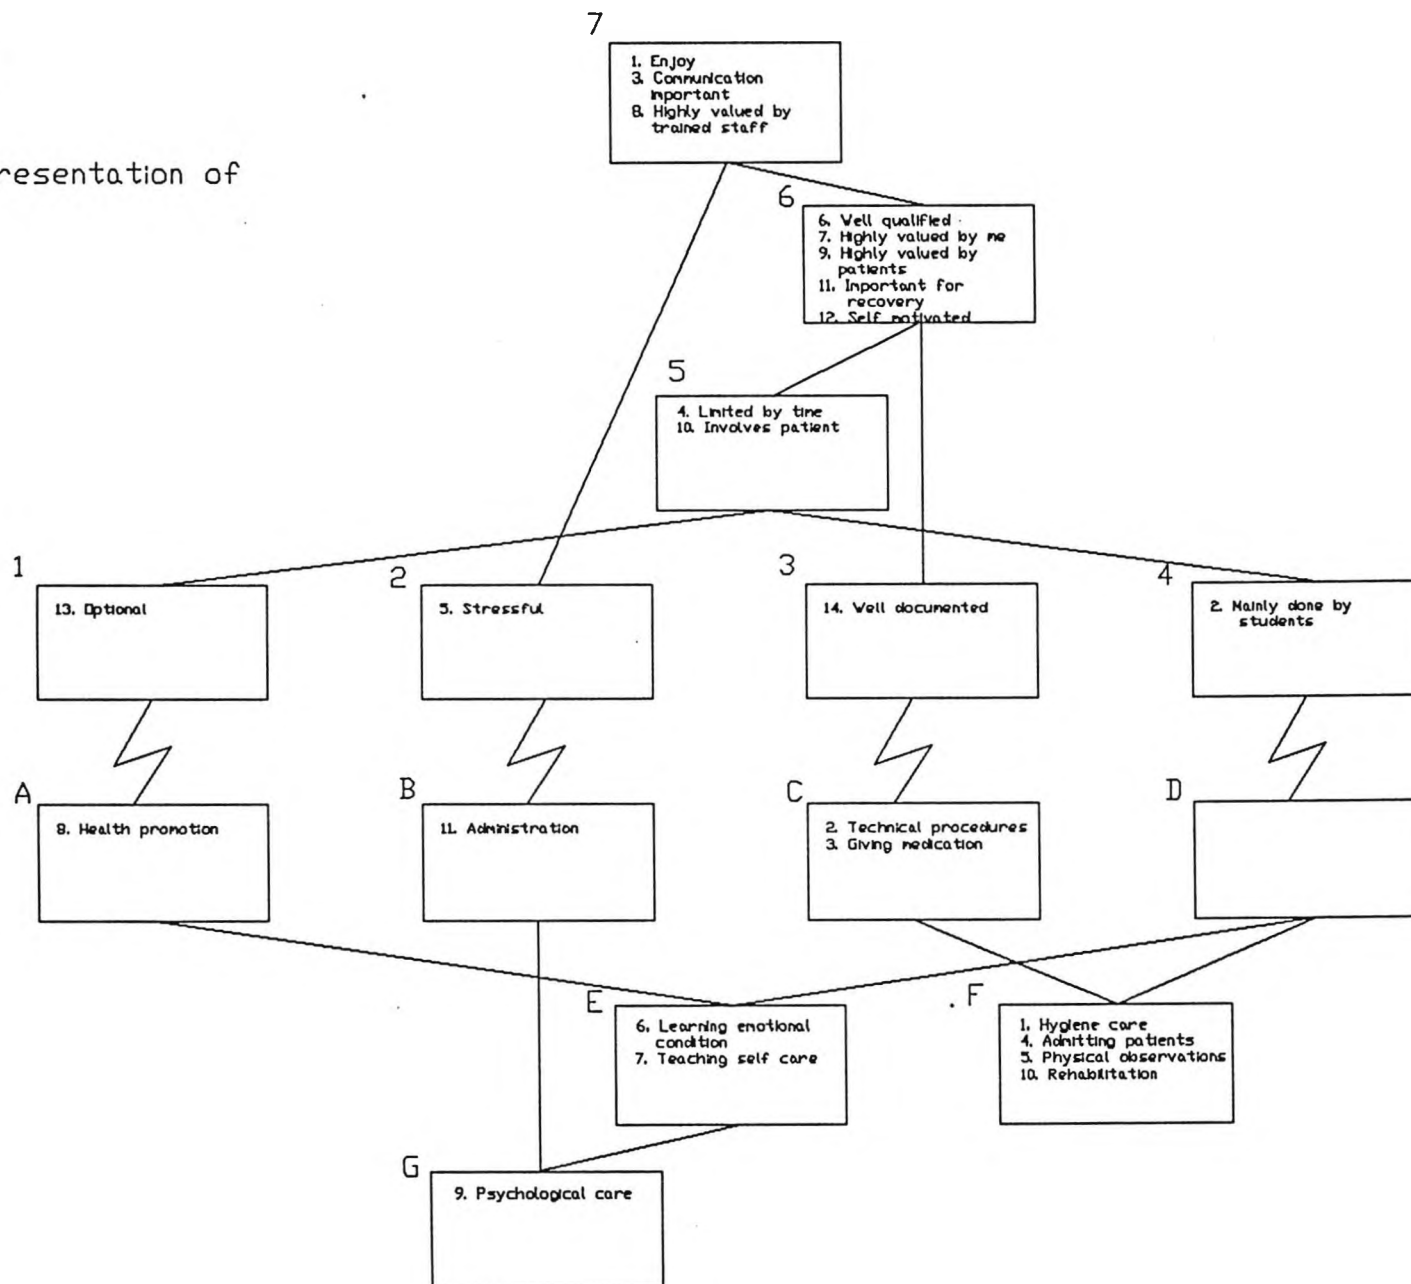 7
1. Enjoy
3. Communication
important
8. Highly valued by
trained staff
resentation of
6
6. Well qualified
7. Highly valued by me
9. Highly valued by
patients
11. Important for
recovery
12. Self motivated
5
4. Limited by time
10. Involves patient
1
13. Optional
2
5. Stressful
3
14. Well documented
4
2. Mainly done by
students
A
8. Health promotion
B
11. Administration
C
2. Technical procedures
3. Giving medication
D
E
6. Learning emotional
condition
7. Teaching self care
F
1. Hygiene care
4. Admitting patients
5. Physical observations
10. Rehabilitation
G
9. Psychological care